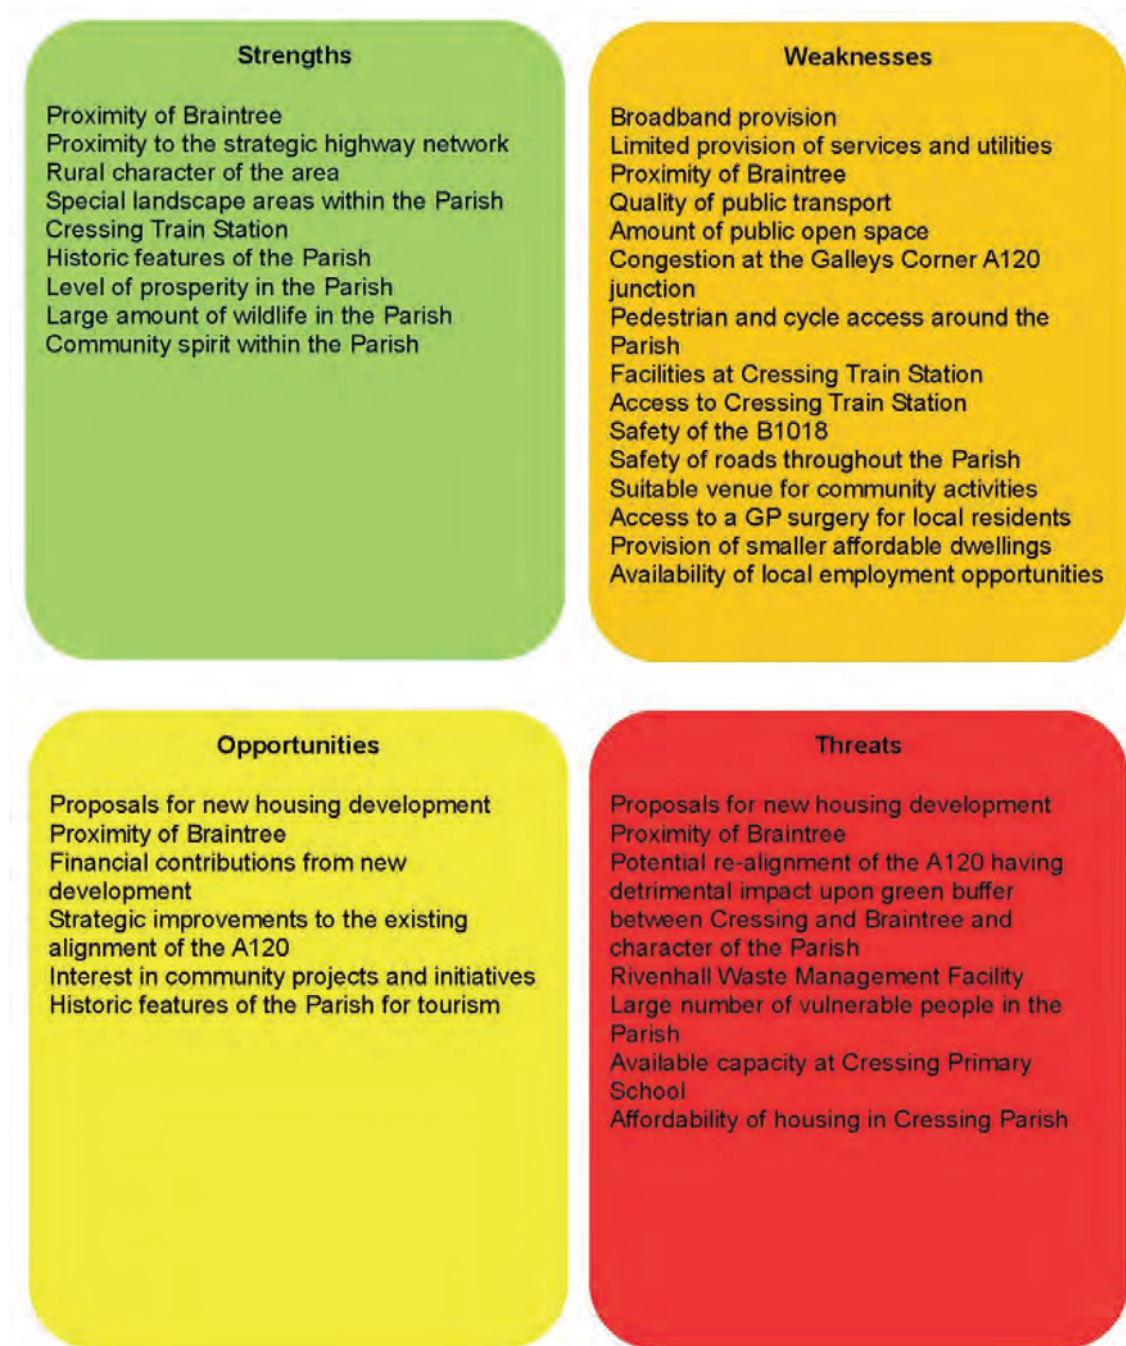 Strengths
Proximity of Braintree
Proximity to the strategic highway network
Rural character of the area
Special landscape areas within the Parish
Cressing Train Station
Historic features of the Parish
Level of prosperity in the Parish
Large amount of wildlife in the Parish
Community spirit within the Parish
Weaknesses
Broadband provision
Limited provision of services and utilities
Proximity of Braintree
Quality of public transport
Amount of public open space
Congestion at the Galleys Corner A120
junction
Pedestrian and cycle access around the
Parish
Facilities at Cressing Train Station
Access to Cressing Train Station
Safety of the B1018
Safety of roads throughout the Parish
Suitable venue for community activities
Access to a GP surgery for local residents
Provision of smaller affordable dwellings
Availability of local employment opportunities
Opportunities
Proposals for new housing development
Proximity of Braintree
Financial contributions from new
development
Strategic improvements to the existing
alignment of the A120
Interest in community projects and initiatives
Historic features of the Parish for tourism
Threats
Proposals for new housing development
Proximity of Braintree
Potential re-alignment of the A120 having
detrimental impact upon green buffer
between Cressing and Braintree and
character of the Parish
Rivenhall Waste Management Facility
Large number of vulnerable people in the
Parish
Available capacity at Cressing Primary
School
Affordability of housing in Cressing Parish